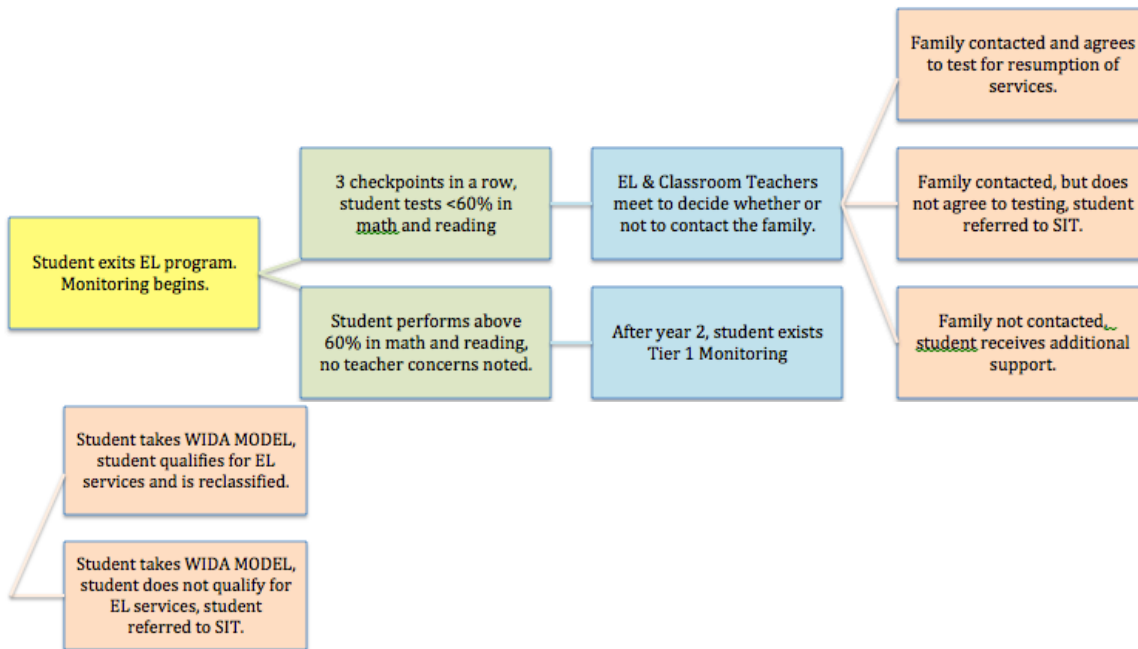 Student exits EL program.
Monitoring begins.
3 checkpoints in a row,
student tests <60% in
math and reading
Student performs above
60% in math and reading,
no teacher concerns noted.
EL & Classroom Teachers
meet to decide whether or
not to contact the family.
After year 2, student exists
Tier 1 Monitoring
Family contacted and agrees
to test for resumption of
services.
Family contacted, but does
not agree to testing, student
referred to SIT.
Family not contacted,
student receives additional
support.
Student takes WIDA MODEL,
student qualifies for EL
services and is reclassified.
Student takes WIDA MODEL,
student does not qualify for
EL services, student
referred to SIT.